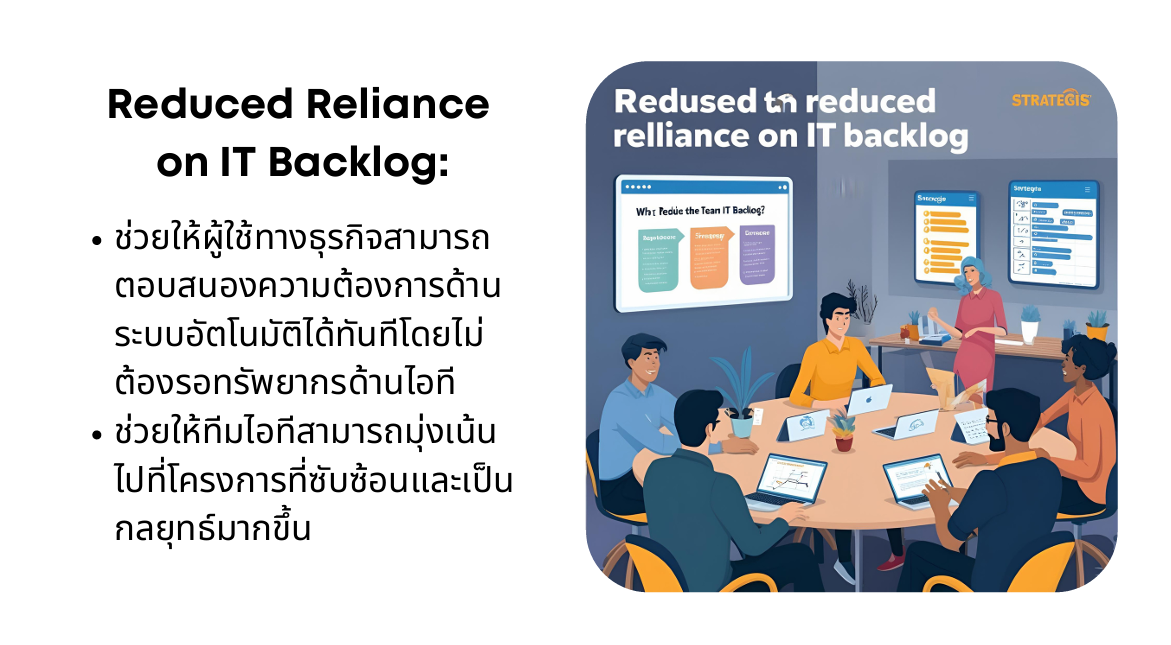 Reduced Reliance
on IT Backlog:
• ช่วยให้ผู้ใช้ทางธุรกิจสามารถ
ตอบสนองความต้องการด้าน
ระบบอัตโนมัติได้ทันทีโดยไม่
ต้องรอทรัพยากรด้านไอที
• ช่วยให้ทีมไอทีสามารถมุ่งเน้น
ไปที่โครงการที่ซับซ้อนและเป็น
กลยุทธ์มากขึ้น
Redused tn reduced
relliance on IT backlog
STRATEGIS
the Team IT Backlog?